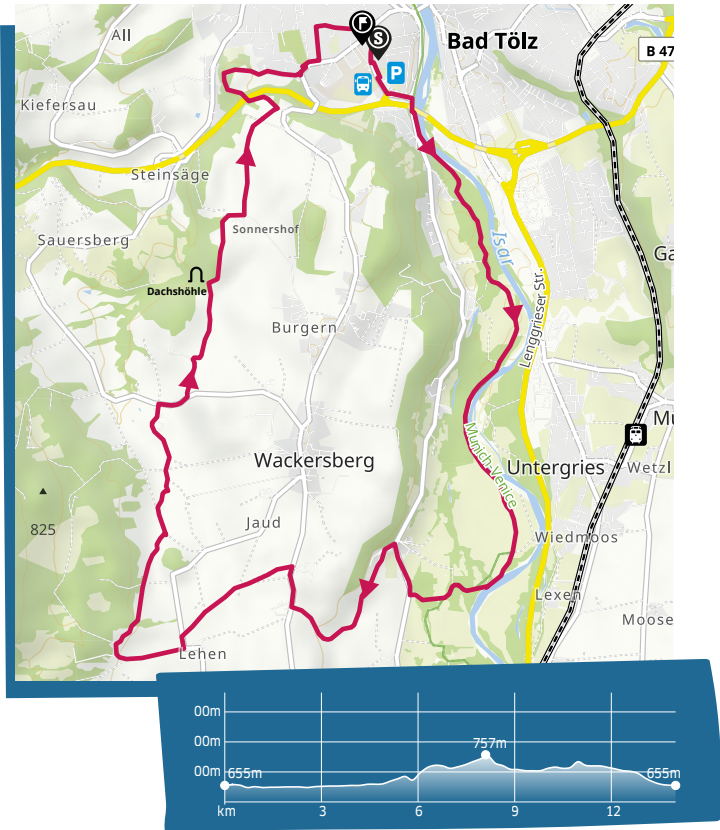 All
F
S
Bad Tölz
B 47
P
Kiefersau
Steinsäge
Sonnershof
Sauersberg
Isar
Ga
Dachshöhle
Burgern
Lenggrieser Str.
Mu
Wackersberg
Munich-Venice
Untergries
Wetzl
825
Jaud
Wiedmoos
Lexen
Moose
Lehen
00m
00m
757m
00m
655m
655m
km
3
6
9
12